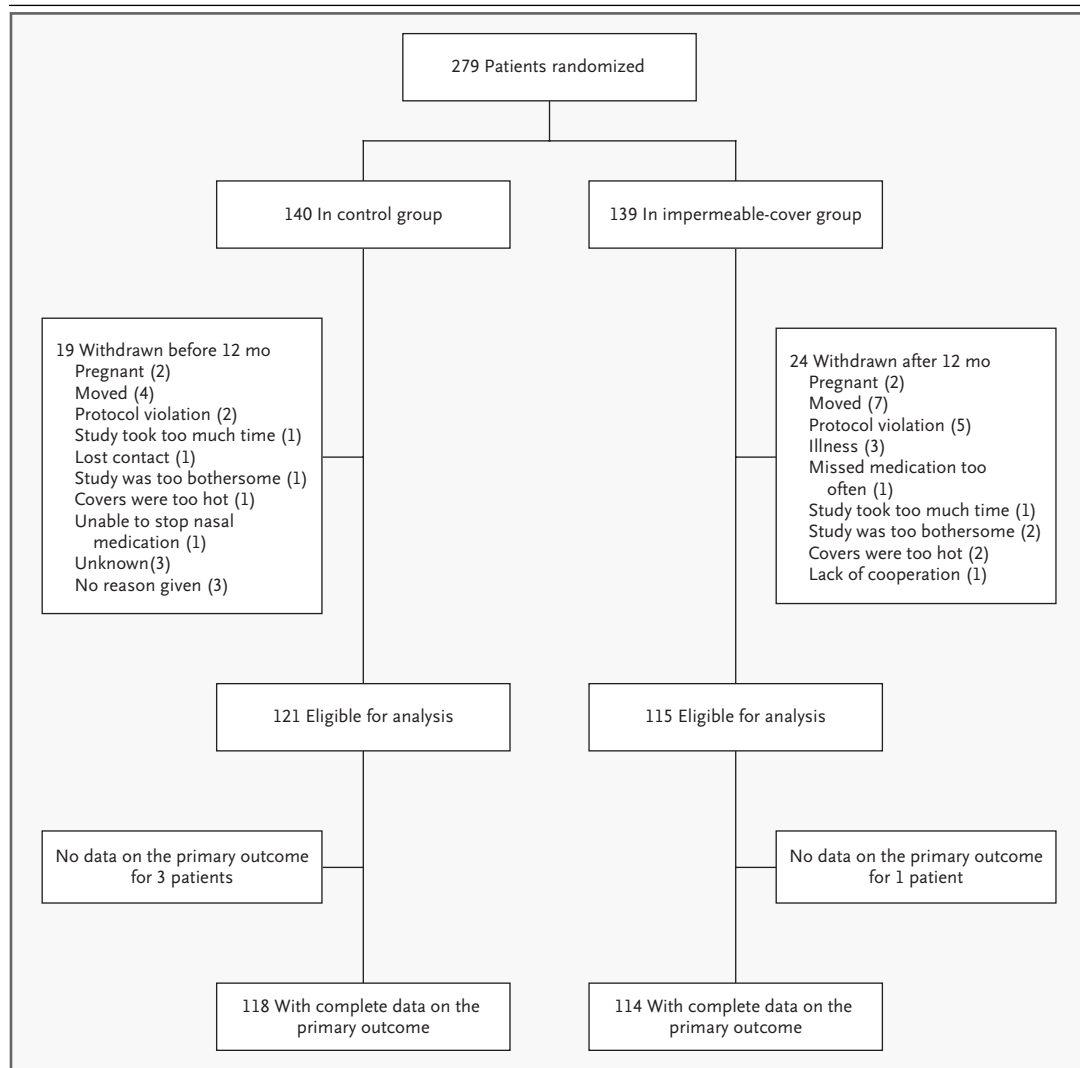 279 Patients randomized
140 In control group
139 In impermeable-cover group
19 Withdrawn before 12 mo
Pregnant (2)
Moved (4)
Protocol violation (2)
Study took too much time (1)
Lost contact (1)
Study was too bothersome (1)
Covers were too hot (1)
Unable to stop nasal
medication (1)
Unknown(3)
No reason given (3)
24 Withdrawn after 12 mo
Pregnant (2)
Moved (7)
Protocol violation (5)
Illness (3)
Missed medication too
often (1)
Study took too much time (1)
Study was too bothersome (2)
Covers were too hot (2)
Lack of cooperation (1)
121 Eligible for analysis
115 Eligible for analysis
No data on the primary outcome
for 3 patients
No data on the primary outcome
for 1 patient
118 With complete data on the
primary outcome
114 With complete data on the
primary outcome